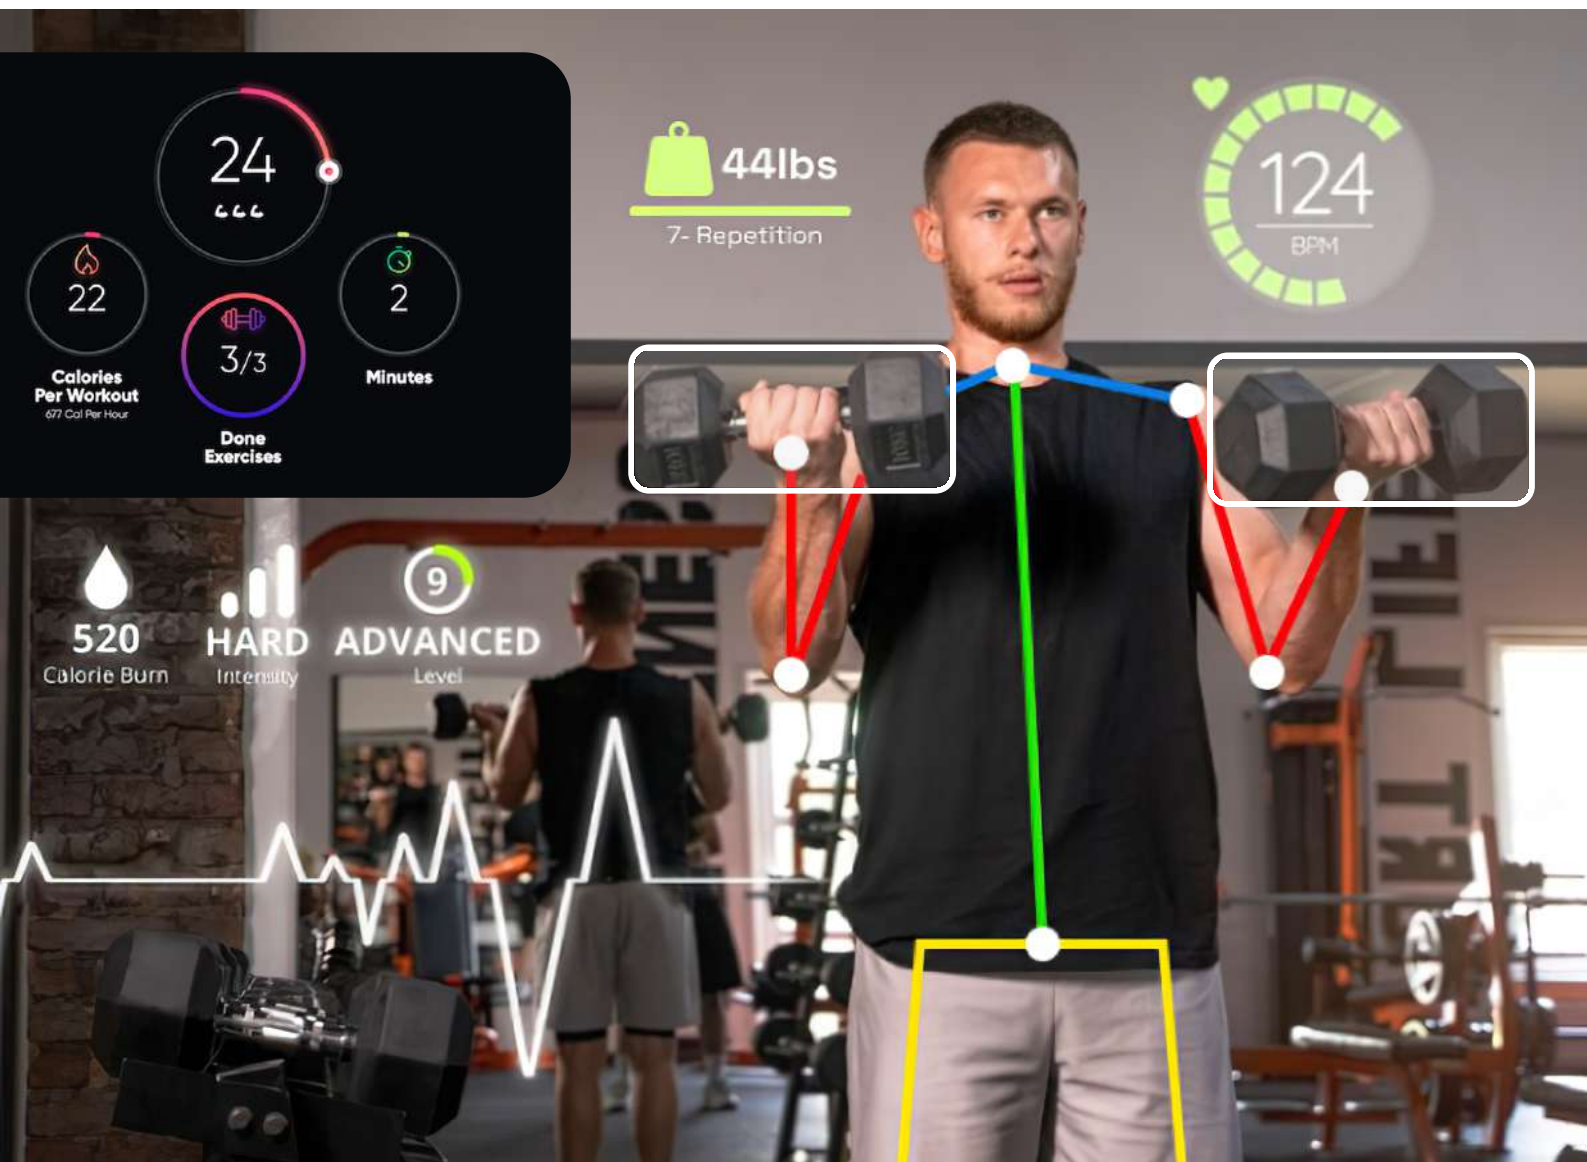 24
22
Calories
Per Workout
677 Cal Per Hour
3/3
Done
Exercises
2
Minutes
44lbs
7- Repetition
124
BPM
520
Calorie Burn
HARD
Intensity
9
ADVANCED
Level